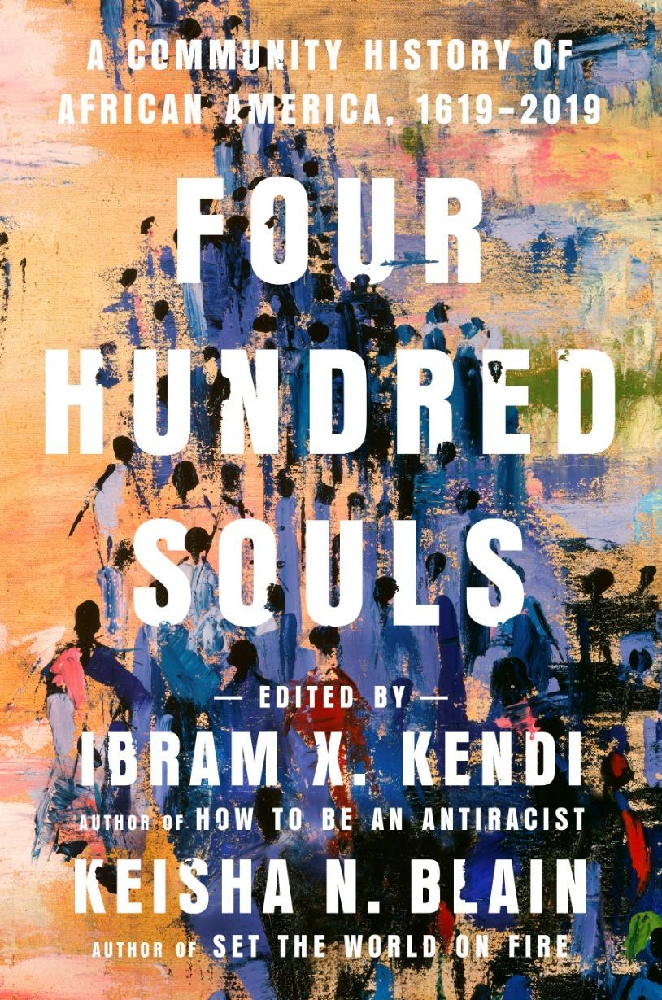 A COMMUNITY HISTORY OF
AFRICAN AMERICA, 1619–2019
FOUR
HUNDRED
SOULS
— EDITED BY —
IBRAM X. KENDI
AUTHOR OF HOW TO BE AN ANTIRACIST
KEISHA N. BLAIN
AUTHOR OF SET THE WORLD ON FIRE